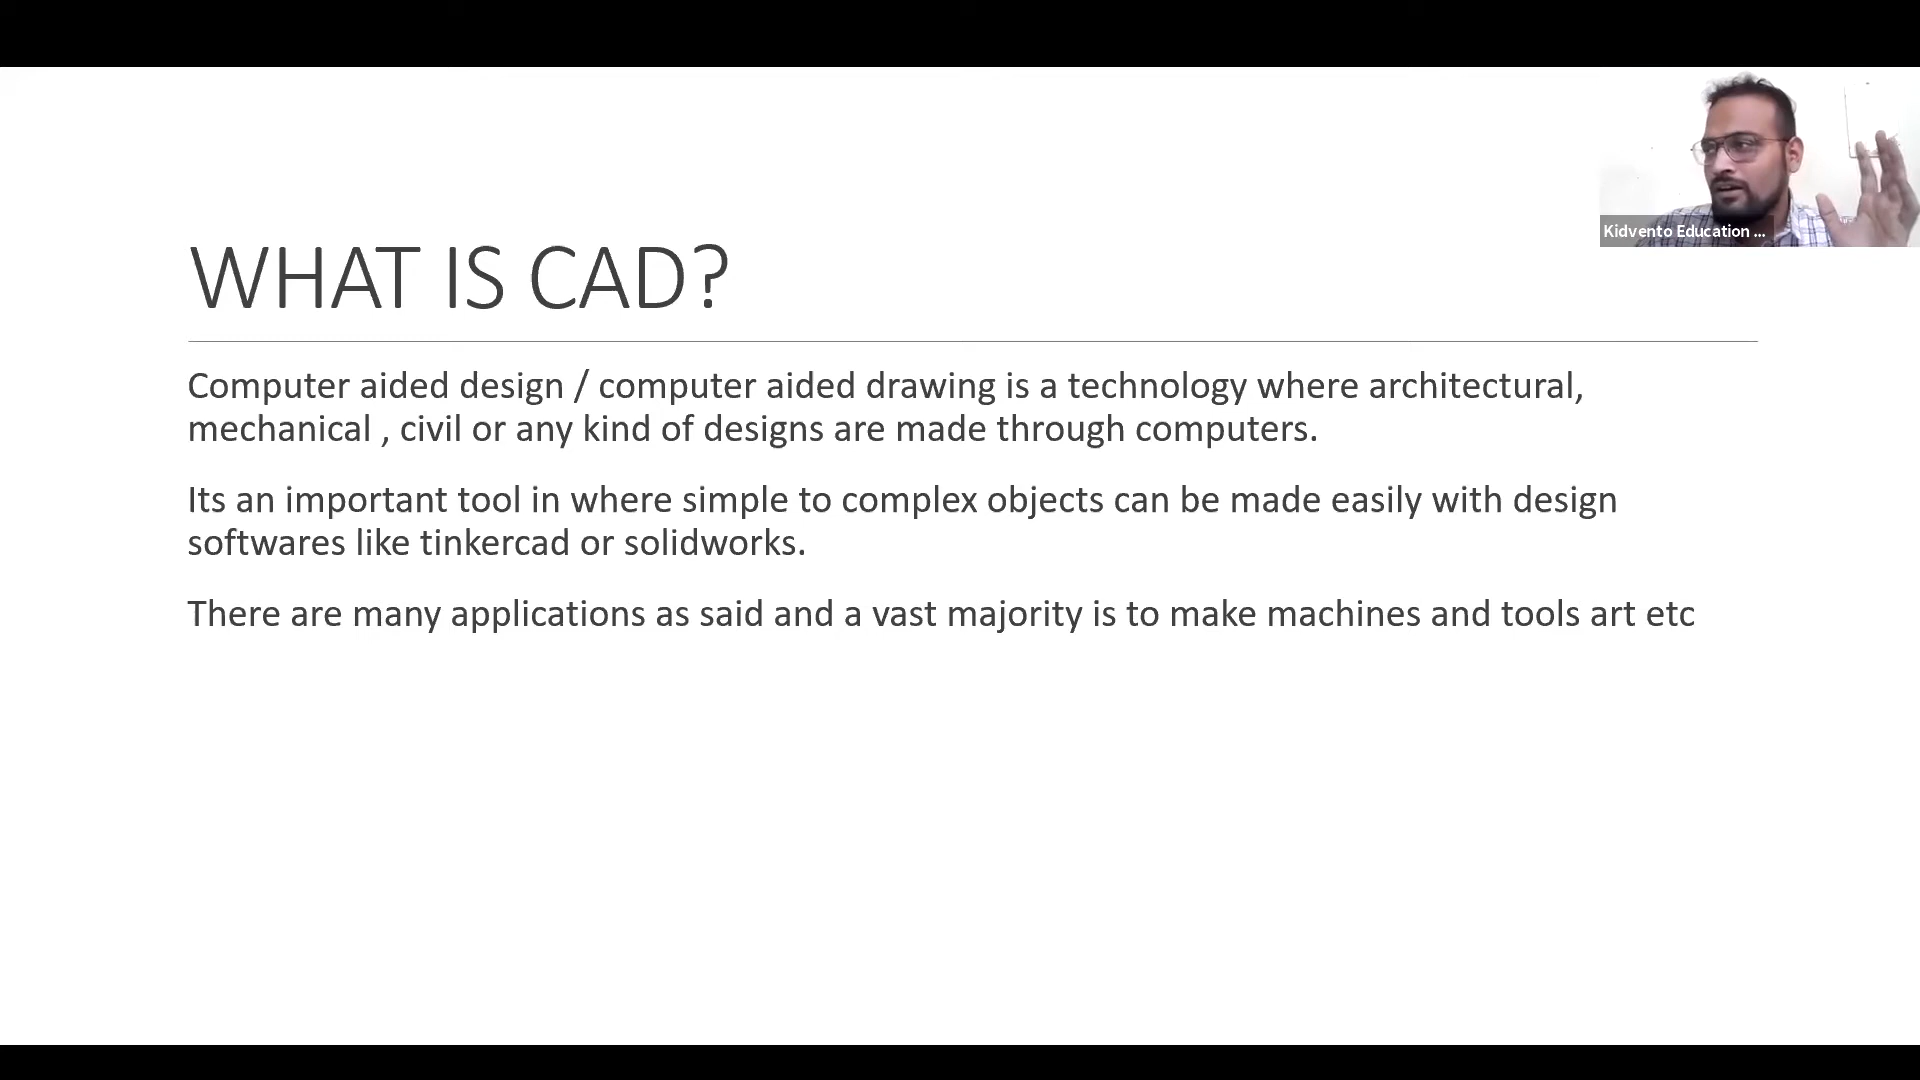 Kidvento Education ...
WHAT IS CAD?
Computer aided design / computer aided drawing is a technology where architectural,
mechanical , civil or any kind of designs are made through computers.
Its an important tool in where simple to complex objects can be made easily with design
softwares like tinkercad or solidworks.
There are many applications as said and a vast majority is to make machines and tools art etc